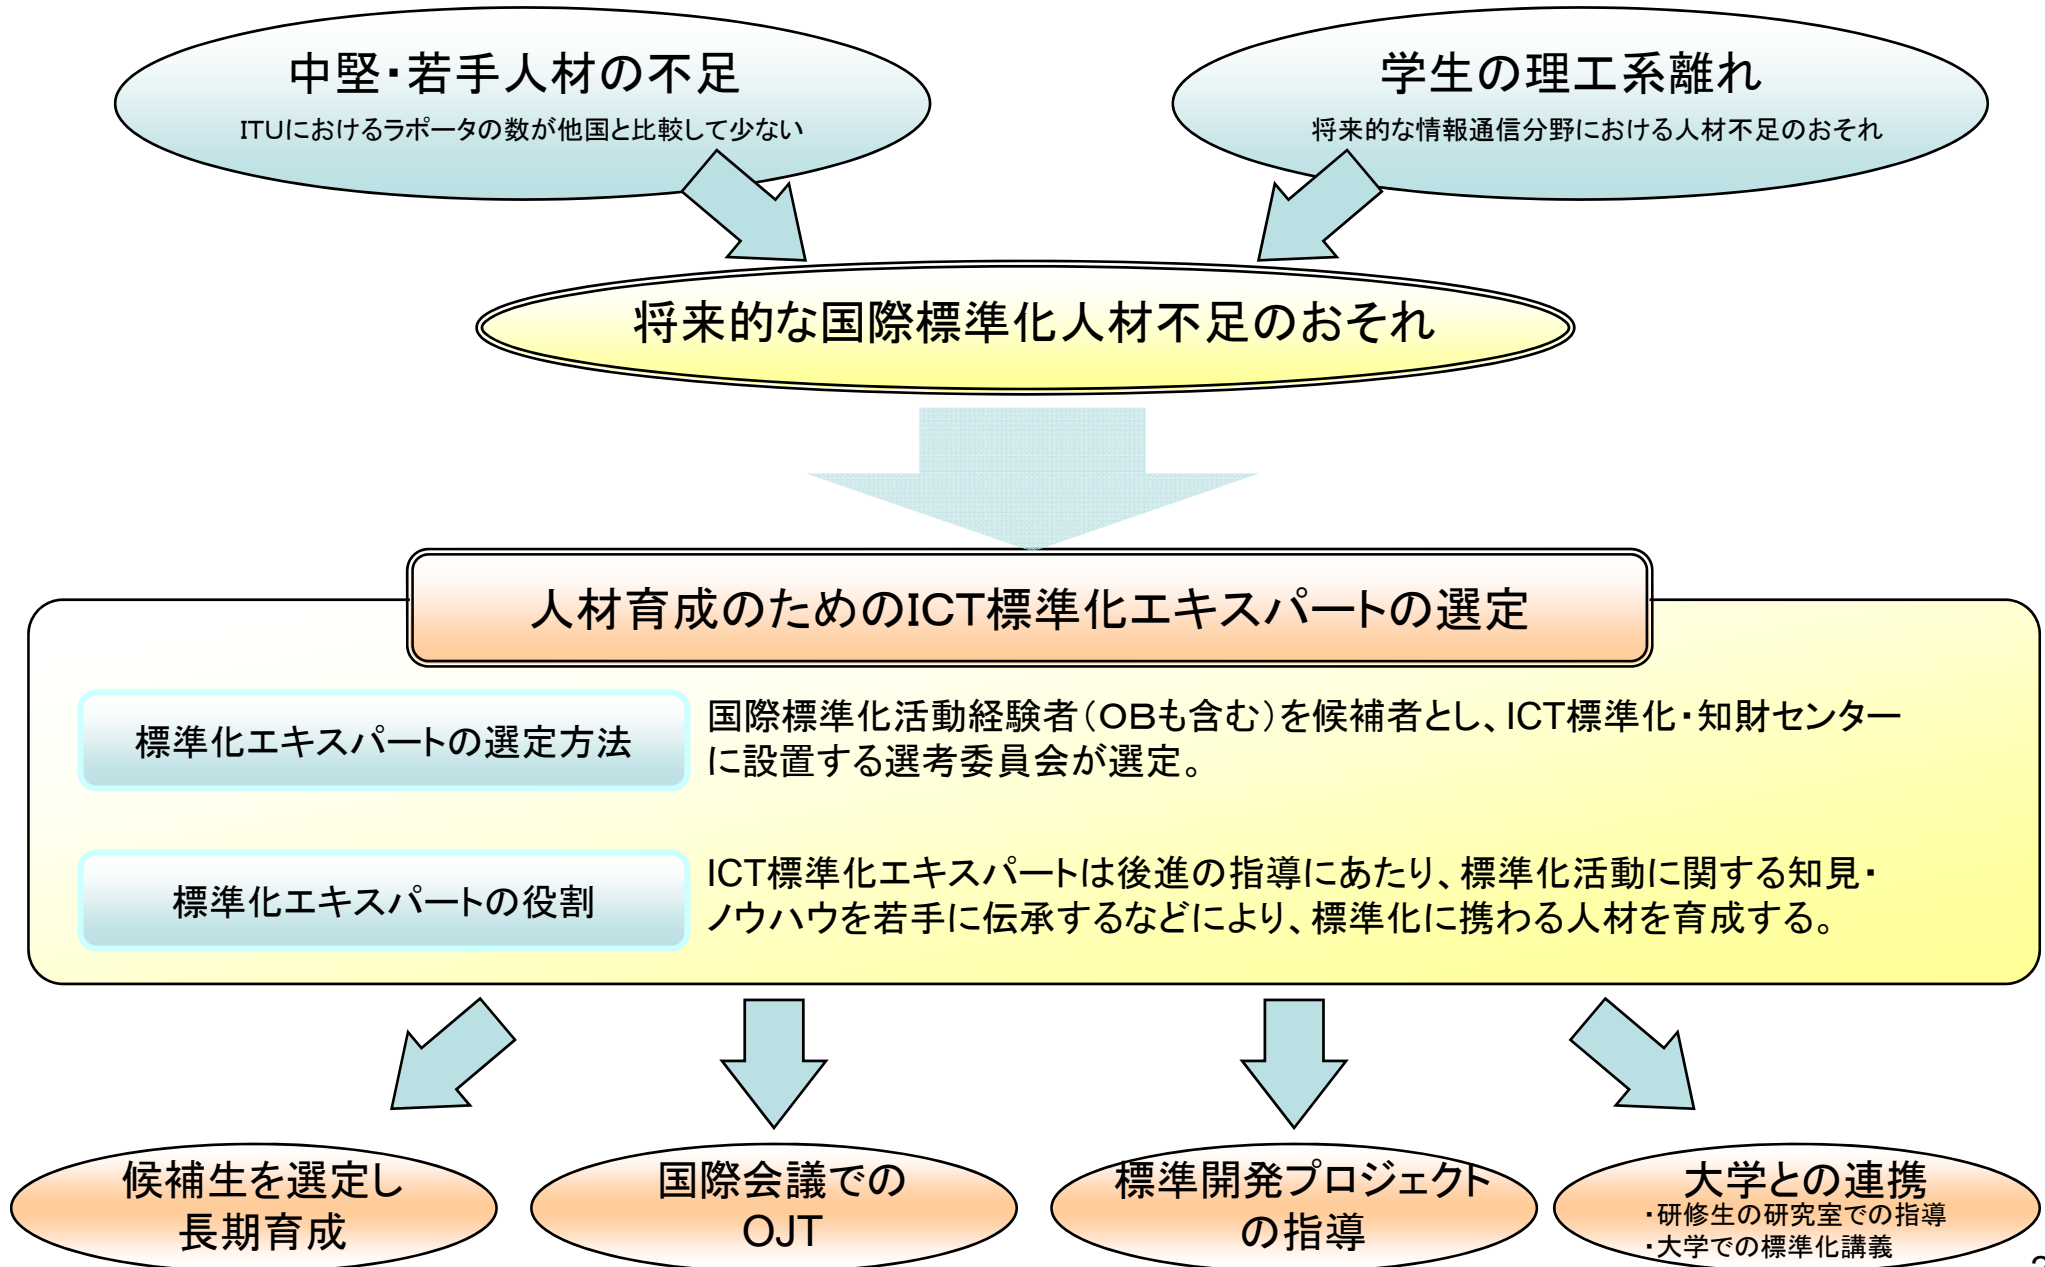 中堅・若手人材の不足
ITUにおけるラポータの数が他国と比較して少ない
学生の理工系離れ
将来的な情報通信分野における人材不足のおそれ
将来的な国際標準化人材不足のおそれ
人材育成のためのICT標準化エキスパートの選定
標準化エキスパートの選定方法
国際標準化活動経験者（OBも含む）を候補者とし、ICT標準化・知財センター
に設置する選考委員会が選定。
標準化エキスパートの役割
ICT標準化エキスパートは後進の指導にあたり、標準化活動に関する知見・
ノウハウを若手に伝承するなどにより、標準化に携わる人材を育成する。
候補生を選定し
長期育成
国際会議での
OJT
標準開発プロジェクト
の指導
大学との連携
・研修生の研究室での指導
・大学での標準化講義